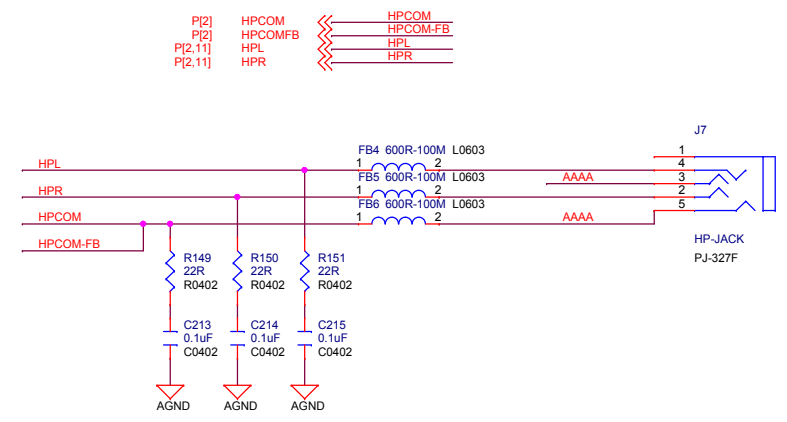 P[2] HPCOM HPCOM
P[2] HPCOMFB HPCOM-FB
P[2,11] HPL HPL
P[2,11] HPR HPR
J7
FB4 600R-100M L0603
1
HPL 1 2 4
FB5 600R-100M L0603 AAAA 3
HPR 1 2 2
FB6 600R-100M L0603
HPCOM 1 2 AAAA 5
HPCOM-FB
HP-JACK
PJ-327F
R149 R150 R151
22R 22R 22R
R0402 R0402 R0402
C213 C214 C215
0.1uF 0.1uF 0.1uF
C0402 C0402 C0402
AGND AGND AGND